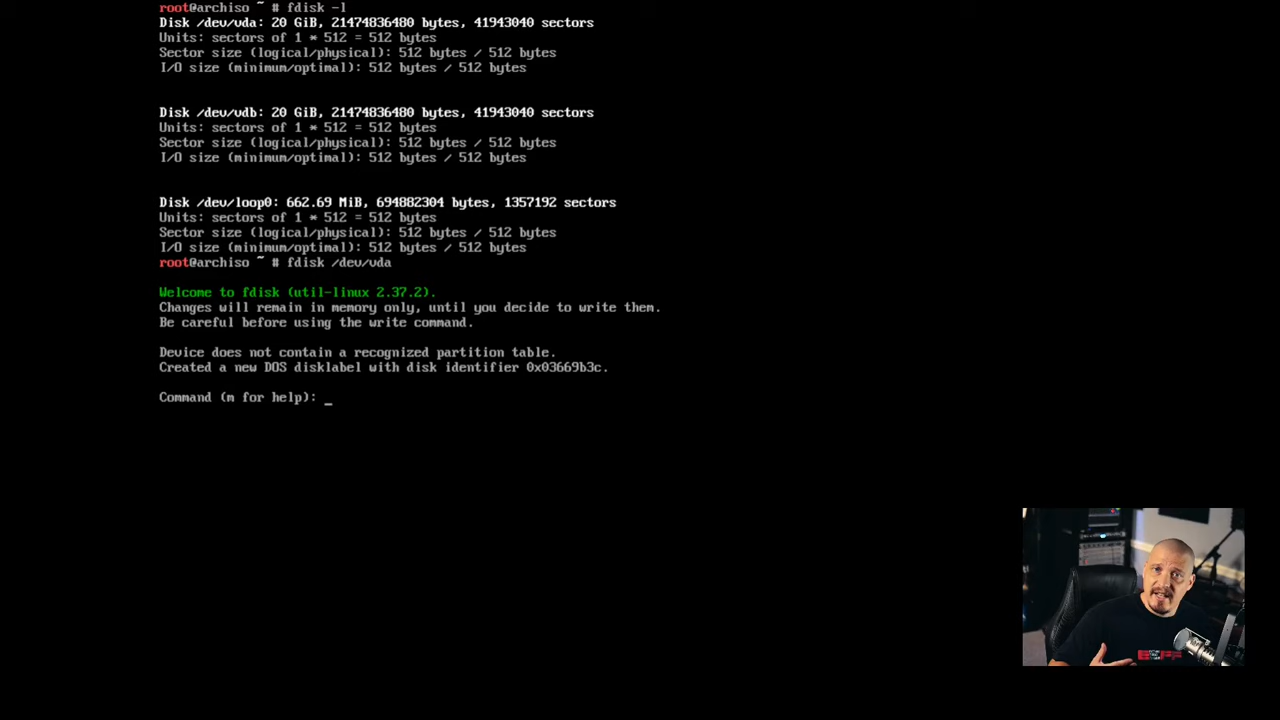 root@archiso ~ # fdisk -l
Disk /dev/vda: 20 GiB, 21474836480 bytes, 41943040 sectors
Units: sectors of 1 * 512 = 512 bytes
Sector size (logical/physical): 512 bytes / 512 bytes
I/O size (minimum/optimal): 512 bytes / 512 bytes
Disk /dev/vdb: 20 GiB, 21474836480 bytes, 41943040 sectors
Units: sectors of 1 * 512 = 512 bytes
Sector size (logical/physical): 512 bytes / 512 bytes
I/O size (minimum/optimal): 512 bytes / 512 bytes
Disk /dev/loop0: 662.69 MiB, 694882304 bytes, 1357192 sectors
Units: sectors of 1 * 512 = 512 bytes
Sector size (logical/physical): 512 bytes / 512 bytes
I/O size (minimum/optimal): 512 bytes / 512 bytes
root@archiso ~ # fdisk /dev/vda
Welcome to fdisk (util-linux 2.37.2).
Changes will remain in memory only, until you decide to write them.
Be careful before using the write command.
Device does not contain a recognized partition table.
Created a new DOS disklabel with disk identifier 0x03669b3c.
Command (m for help): _